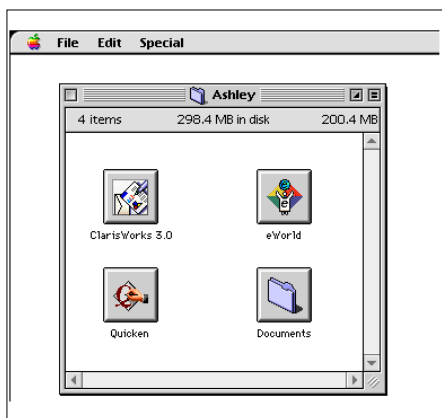 File Edit Special
Ashley
4 items 298.4 MB in disk 200.4 MB
ClarisWorks 3.0 eWorld
Quicken Documents